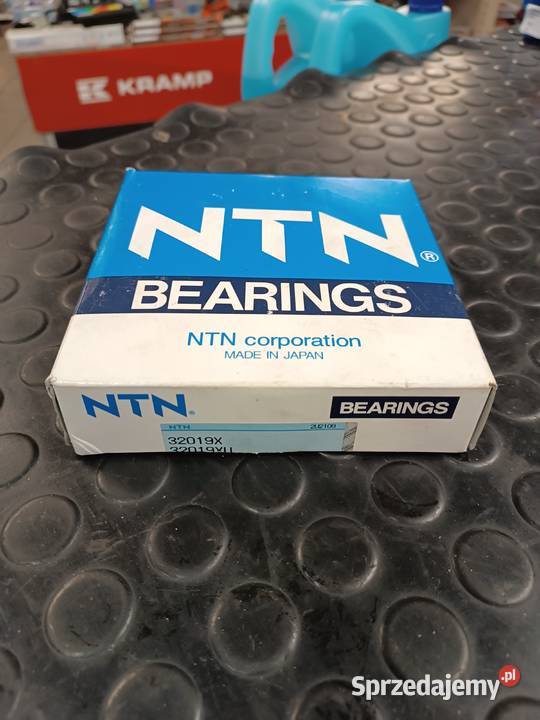 KRAMP
NTN®
BEARINGS
NTN corporation
MADE IN JAPAN
NTN®
BEARINGS
NTN
32019X
32019XU
Sprzedajemy.pl